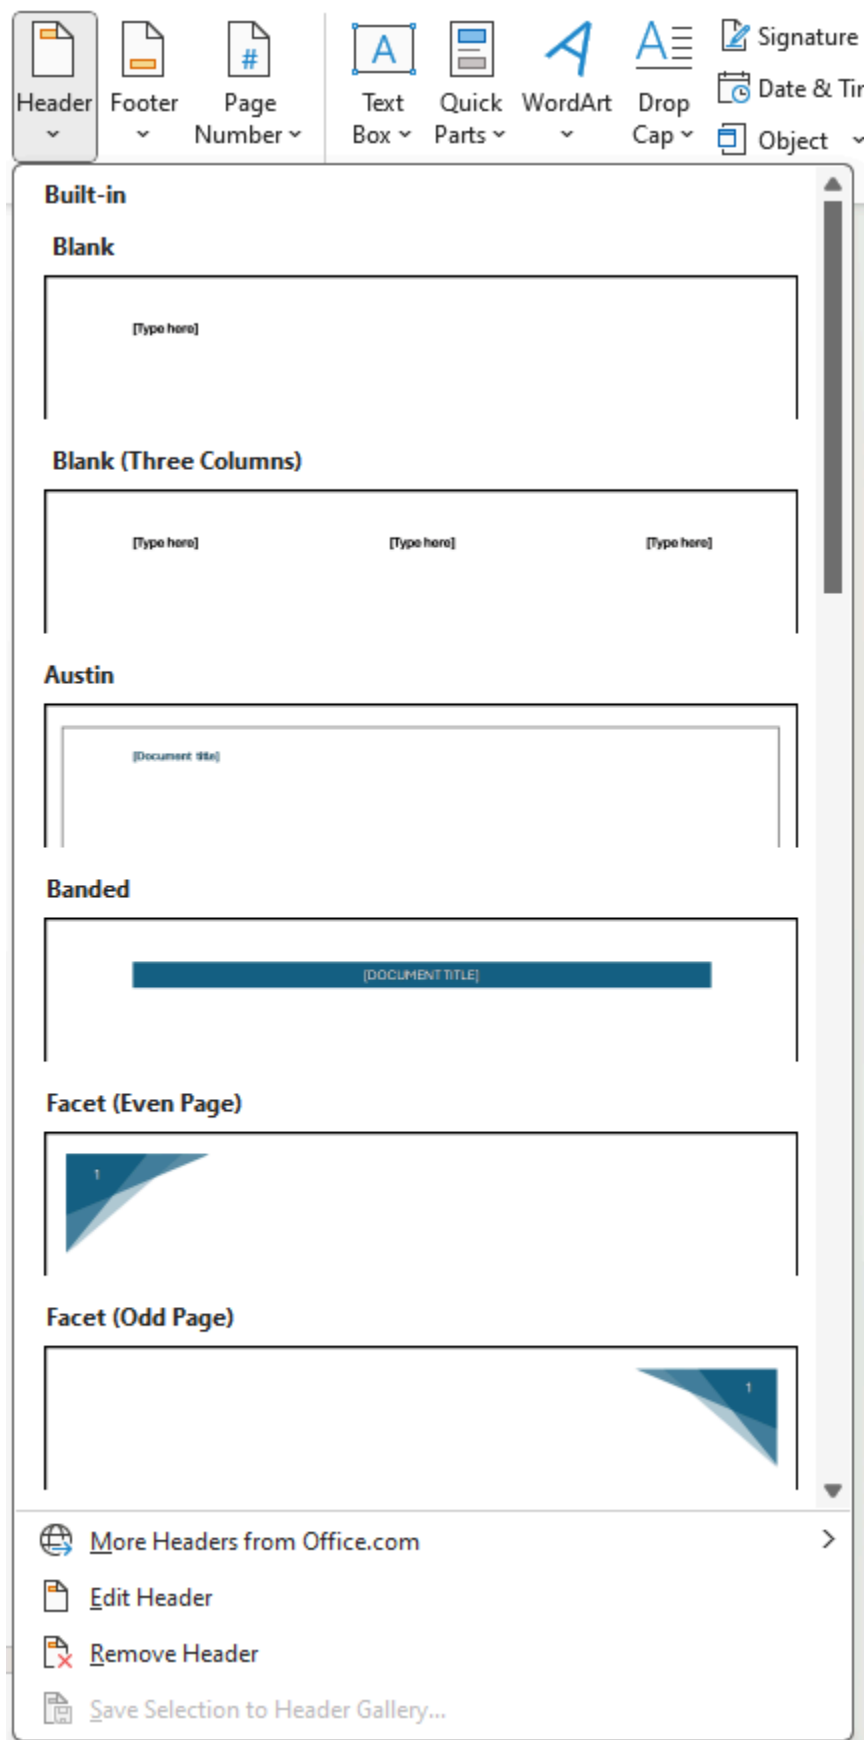 Header
Footer
Page
Number
#
A
Text
Box
Quick
Parts
WordArt
Drop
Cap
Signature
Date & Tir
Object
Built-in
Blank
[Type here]
Blank (Three Columns)
[Type here] [Type here] [Type here]
Austin
[Document title]
Banded
[DOCUMENT TITLE]
Facet (Even Page)
1
Facet (Odd Page)
1
More Headers from Office.com
Edit Header
Remove Header
Save Selection to Header Gallery...